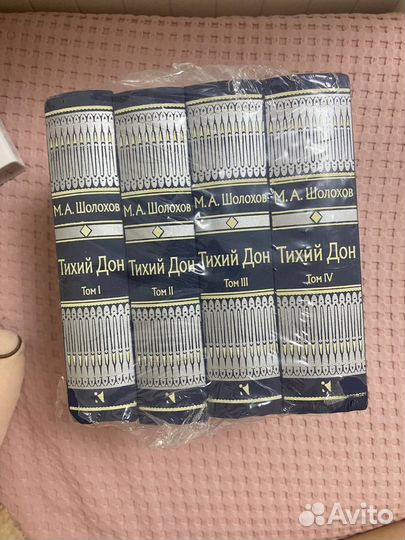 М. А. Шолохов
Тихий Дон
Том I
М. А. Шолохов
Тихий Дон
Том II
М. А. Шолохов
Тихий Дон
Том III
М. А. Шолохов
Тихий Дон
Том IV
Avito